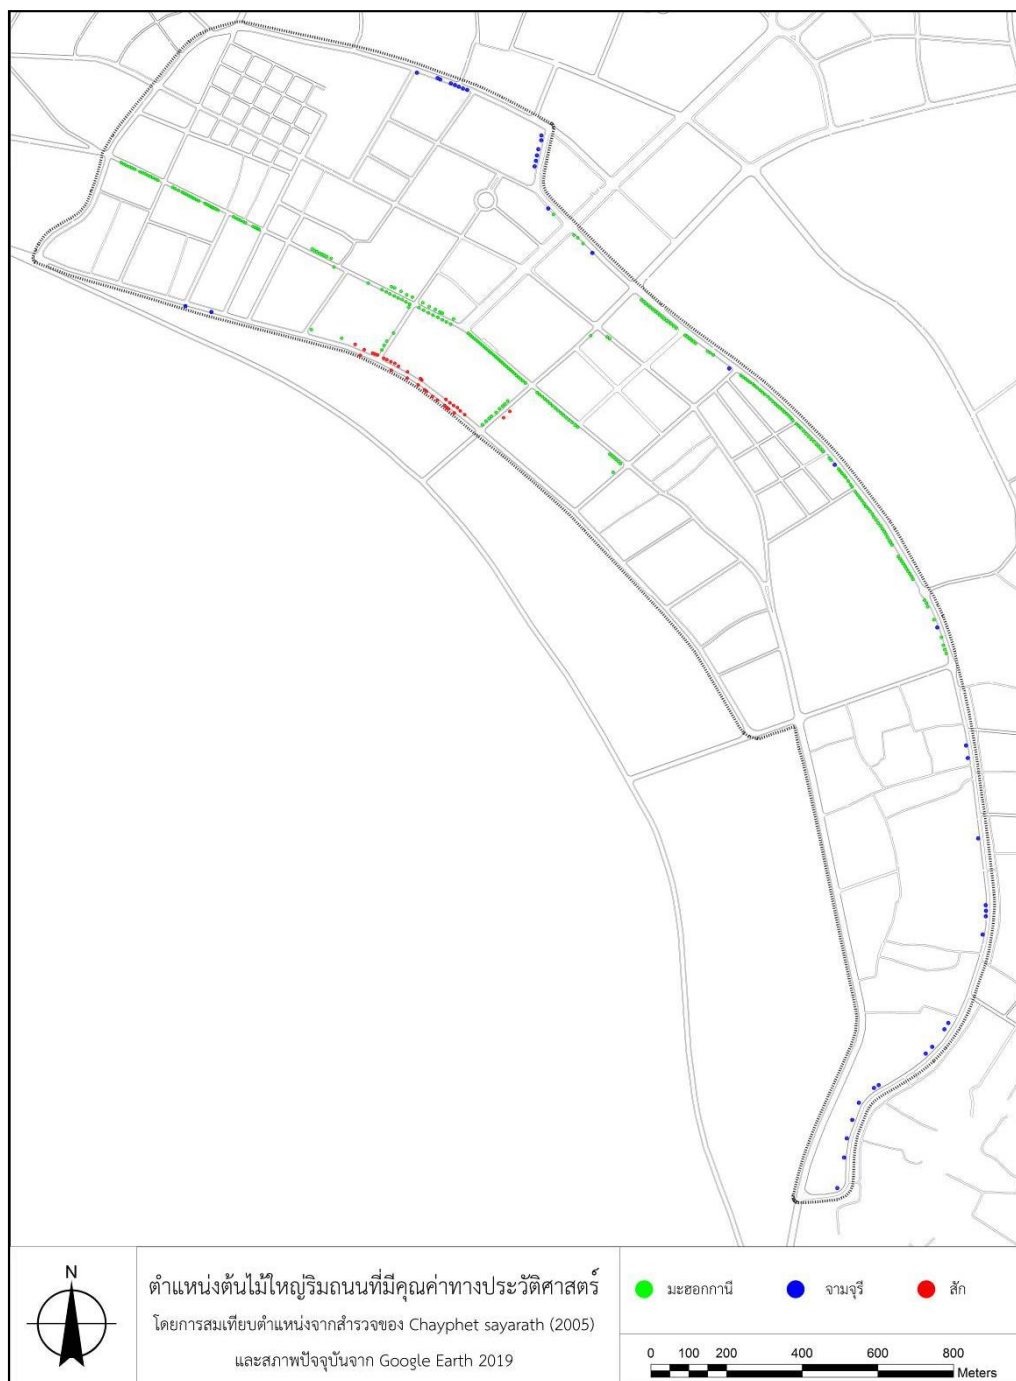 N
ตำแหน่งต้นไม้ใหญ่ริมถนนที่มีคุณค่าทางประวัติศาสตร์
โดยการสมเทียบตำแหน่งจากสำรวจของ Chayphet sayarath (2005)
และสภาพปัจจุบันจาก Google Earth 2019
มะฮอกกานี จามจุรี สัก
0 100 200 400 600 800
Meters